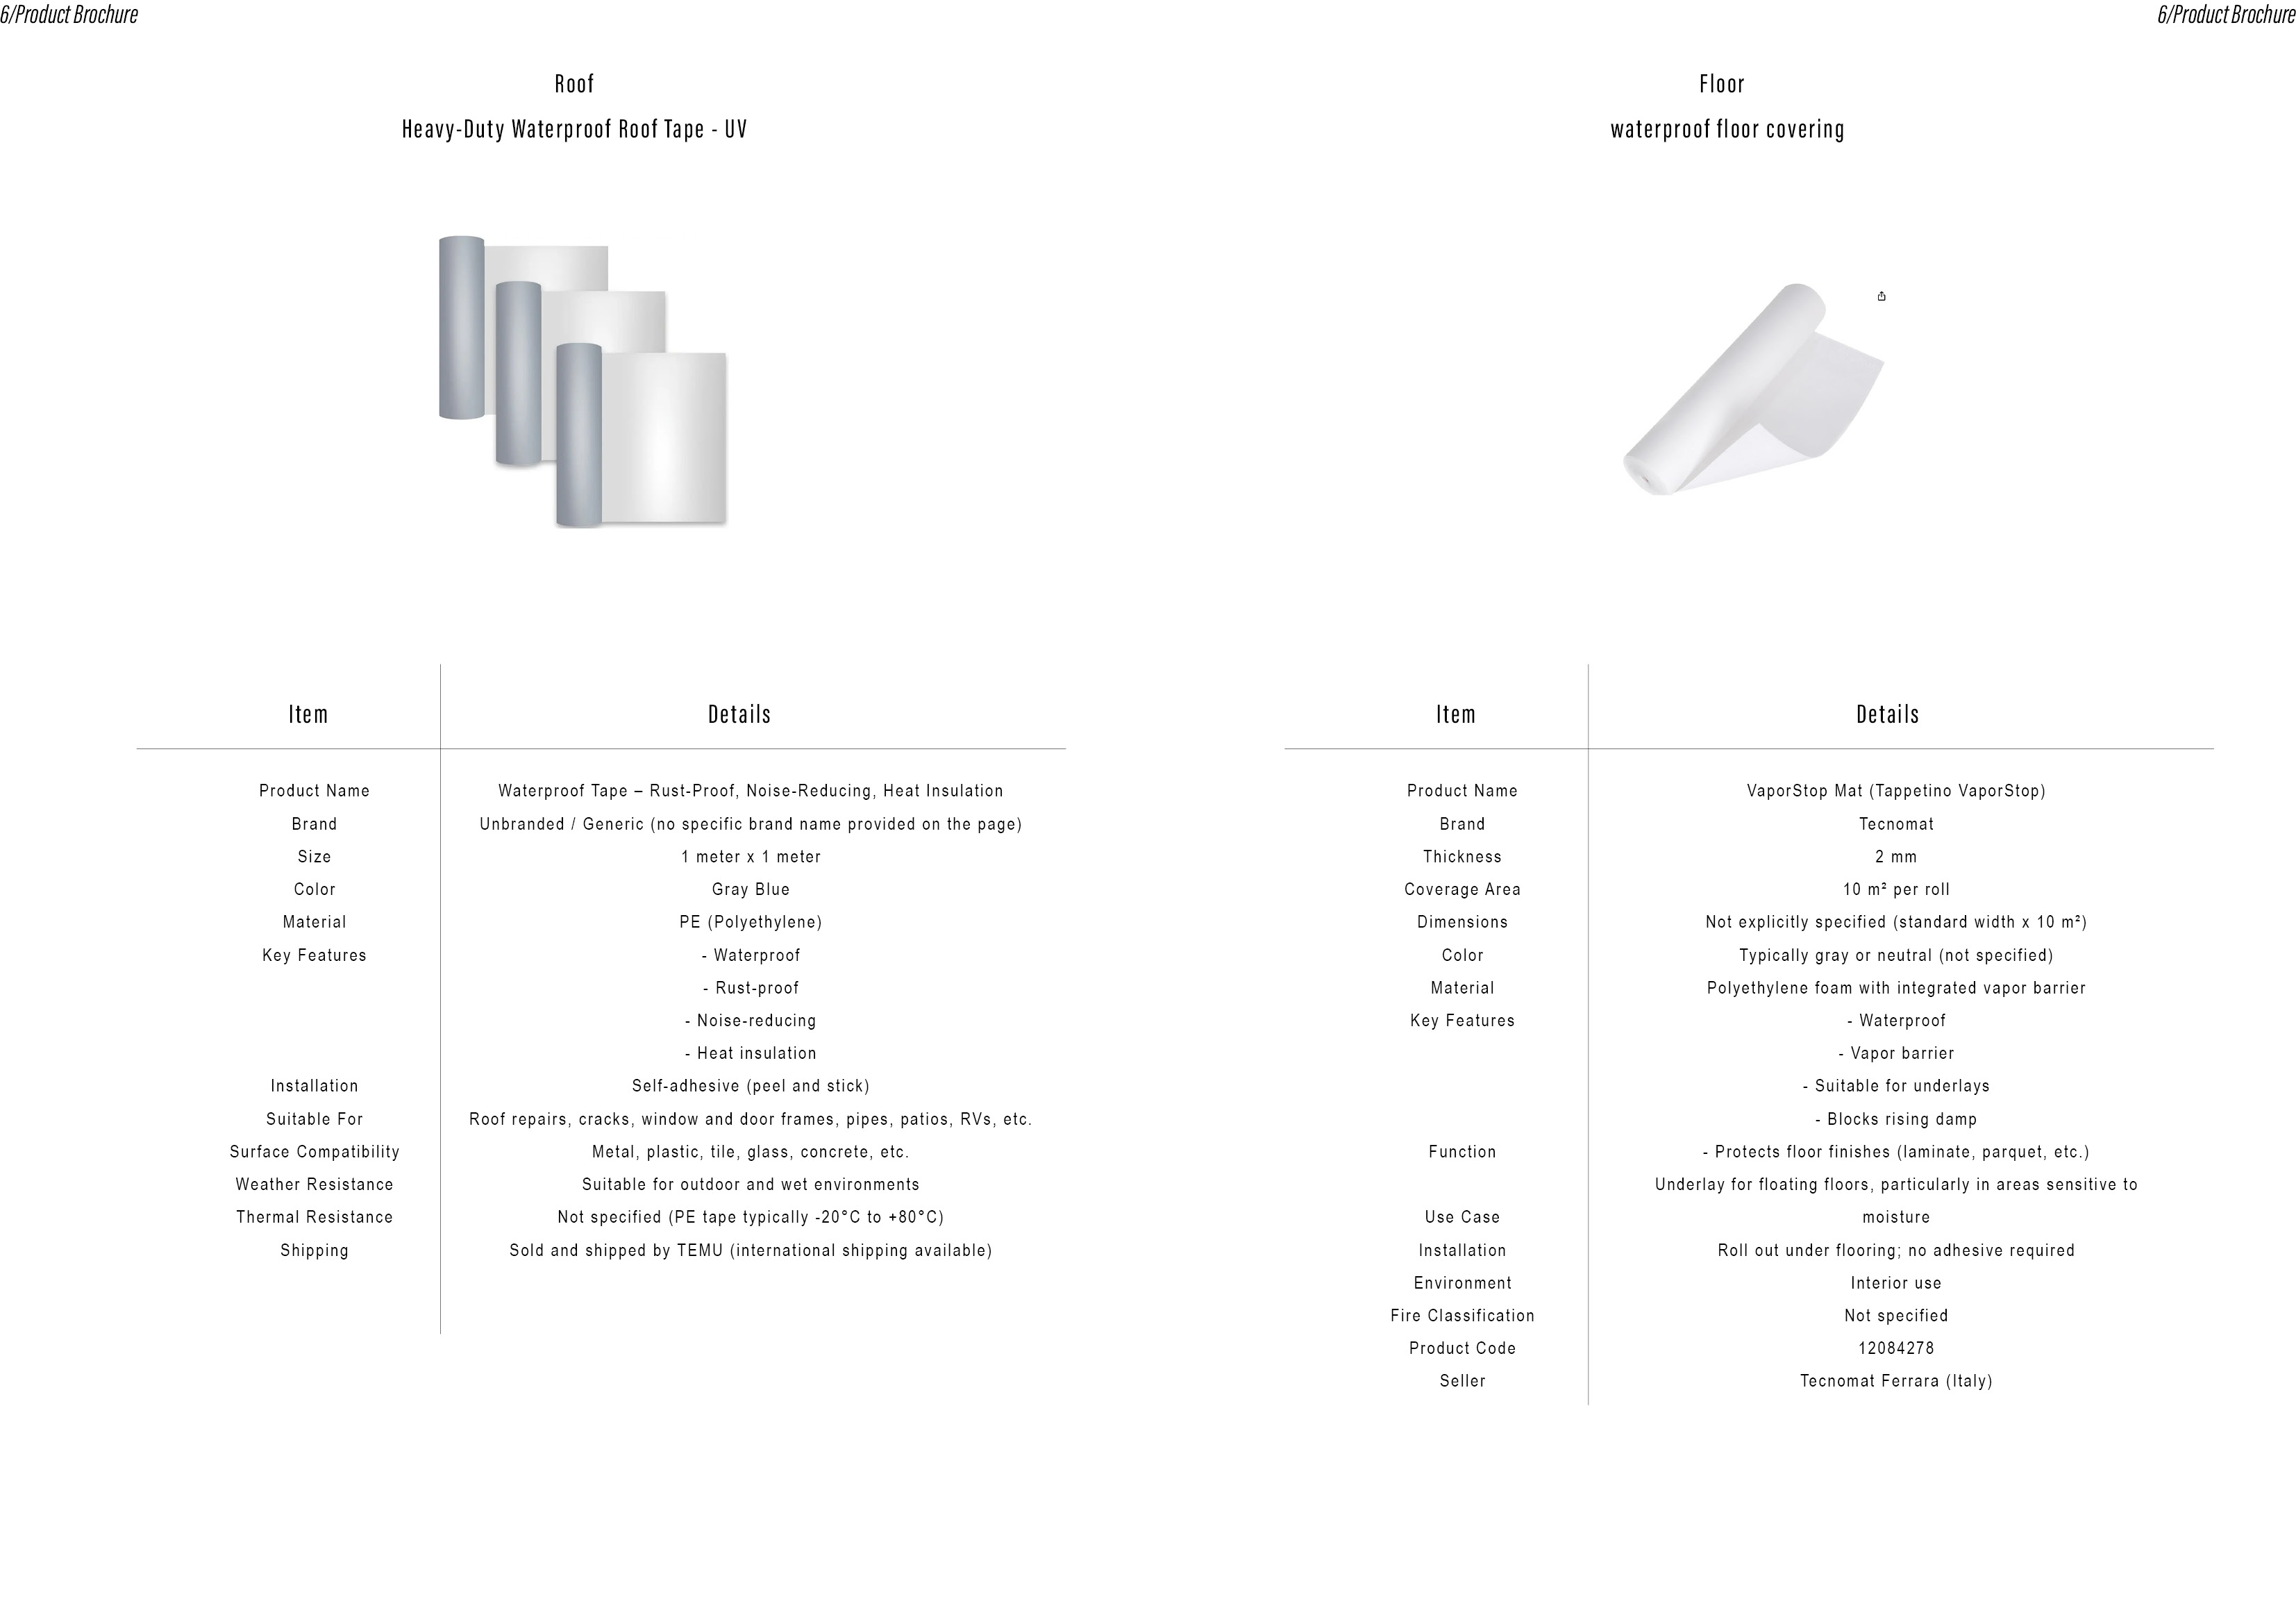 6/Product Brochure
Roof
Heavy-Duty Waterproof Roof Tape - UV
Item Details
Product Name Waterproof Tape – Rust-Proof, Noise-Reducing, Heat Insulation
Brand Unbranded / Generic (no specific brand name provided on the page)
Size 1 meter x 1 meter
Color Gray Blue
Material PE (Polyethylene)
Key Features - Waterproof
- Rust-proof
- Noise-reducing
- Heat insulation
Installation Self-adhesive (peel and stick)
Suitable For Roof repairs, cracks, window and door frames, pipes, patios, RVs, etc.
Surface Compatibility Metal, plastic, tile, glass, concrete, etc.
Weather Resistance Suitable for outdoor and wet environments
Thermal Resistance Not specified (PE tape typically -20°C to +80°C)
Shipping Sold and shipped by TEMU (international shipping available)
6/Product Brochure
Floor
waterproof floor covering
Item Details
Product Name VaporStop Mat (Tappetino VaporStop)
Brand Tecnomat
Thickness 2 mm
Coverage Area 10 m² per roll
Dimensions Not explicitly specified (standard width x 10 m²)
Color Typically gray or neutral (not specified)
Material Polyethylene foam with integrated vapor barrier
Key Features - Waterproof
- Vapor barrier
- Suitable for underlays
- Blocks rising damp
Function - Protects floor finishes (laminate, parquet, etc.)
Underlay for floating floors, particularly in areas sensitive to
Use Case moisture
Installation Roll out under flooring; no adhesive required
Environment Interior use
Fire Classification Not specified
Product Code 12084278
Seller Tecnomat Ferrara (Italy)